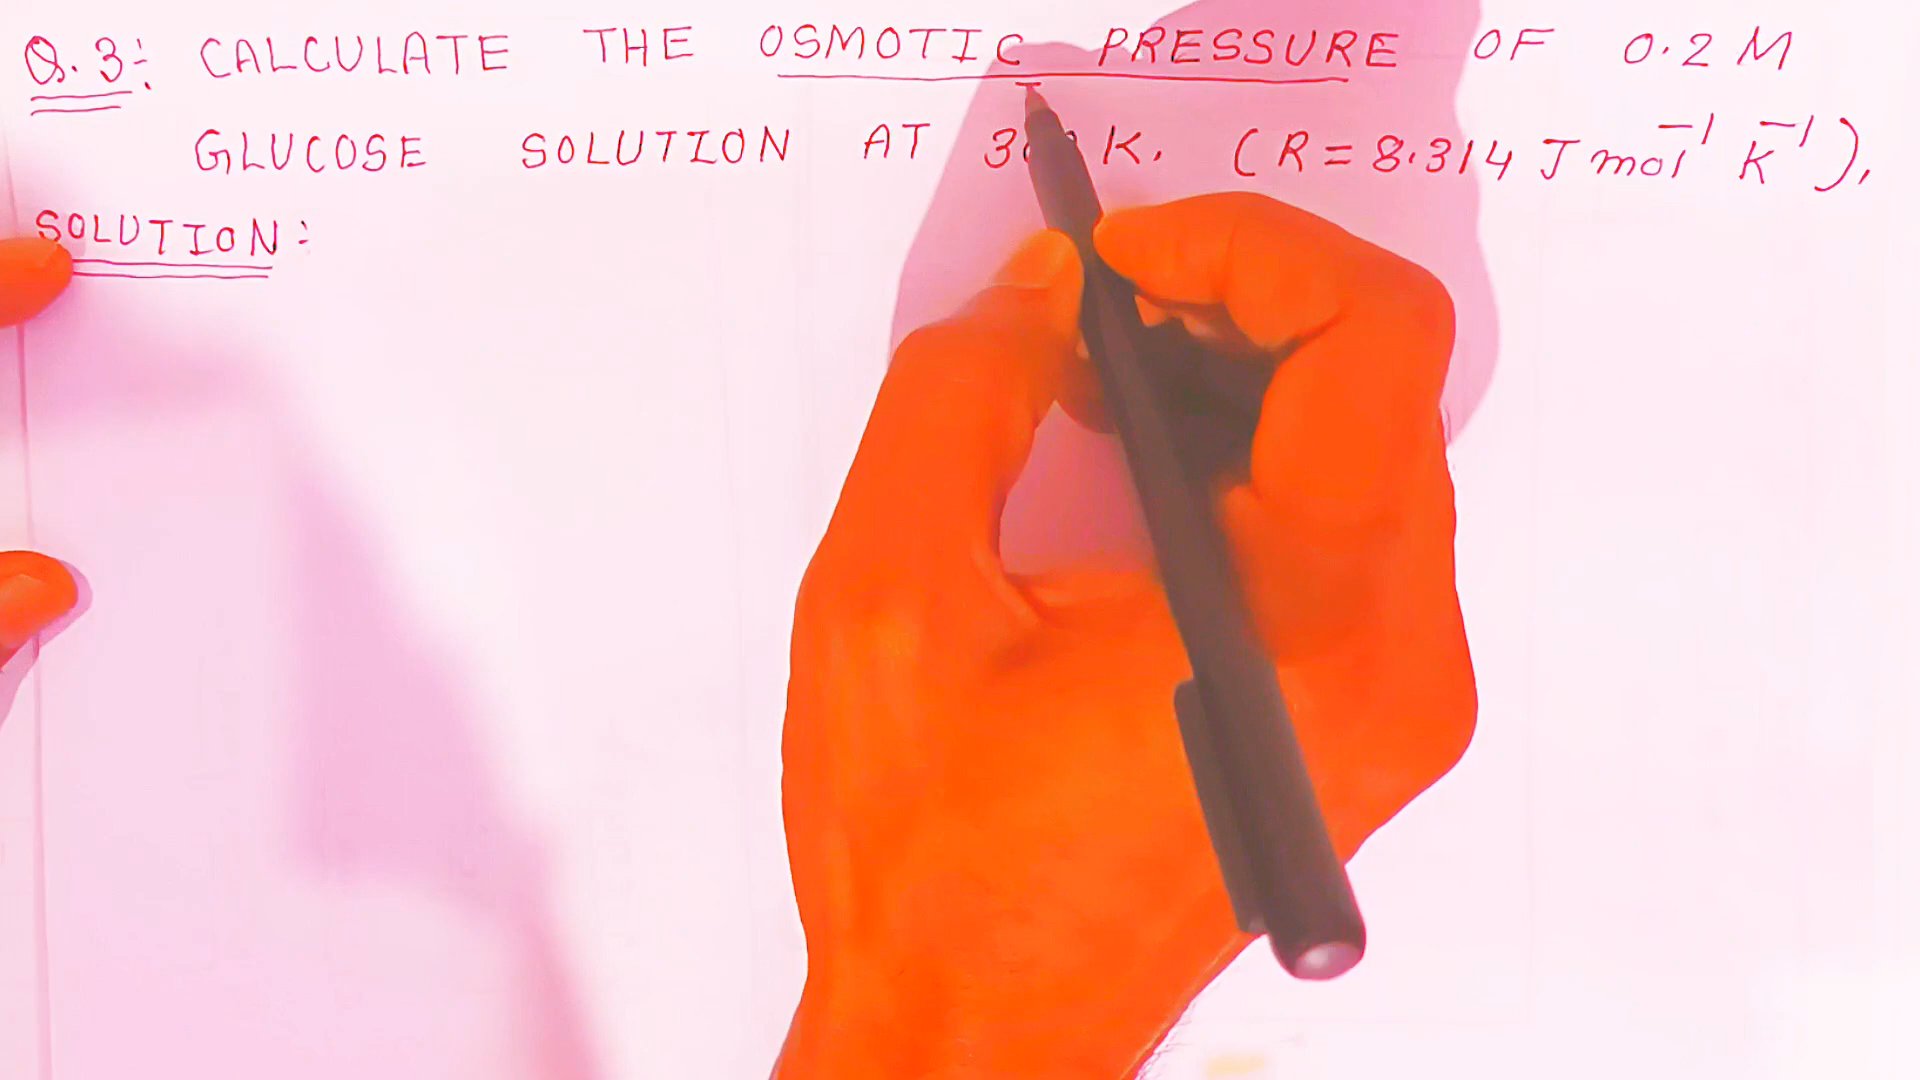 Q.3:- CALCULATE THE OSMOTIC PRESSURE OF 0.2 M
GLUCOSE SOLUTION AT K. (R = 8.314 J mol⁻¹ K⁻¹).
SOLUTION: